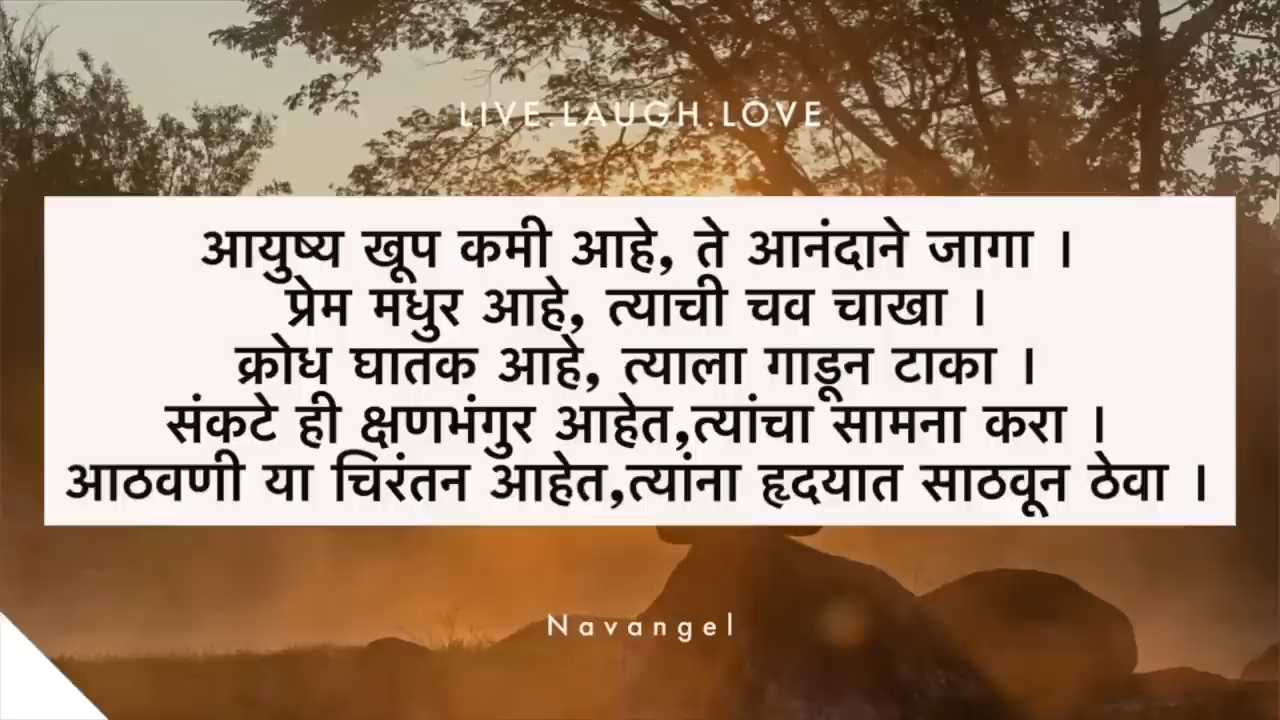 LIVE.LAUGH.LOVE
आयुष्य खूप कमी आहे, ते आनंदाने जागा ।
प्रेम मधुर आहे, त्याची चव चाखा ।
क्रोध घातक आहे, त्याला गाडून टाका ।
संकटे ही क्षणभंगुर आहेत,त्यांचा सामना करा ।
आठवणी या चिरंतन आहेत,त्यांना हृदयात साठवून ठेवा ।
Navangel